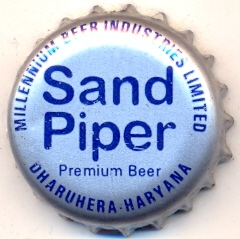 MILLENNIUM BEER INDUSTRIES LIMITED
Sand
Piper
Premium Beer
DHARUHERA-HARYANA